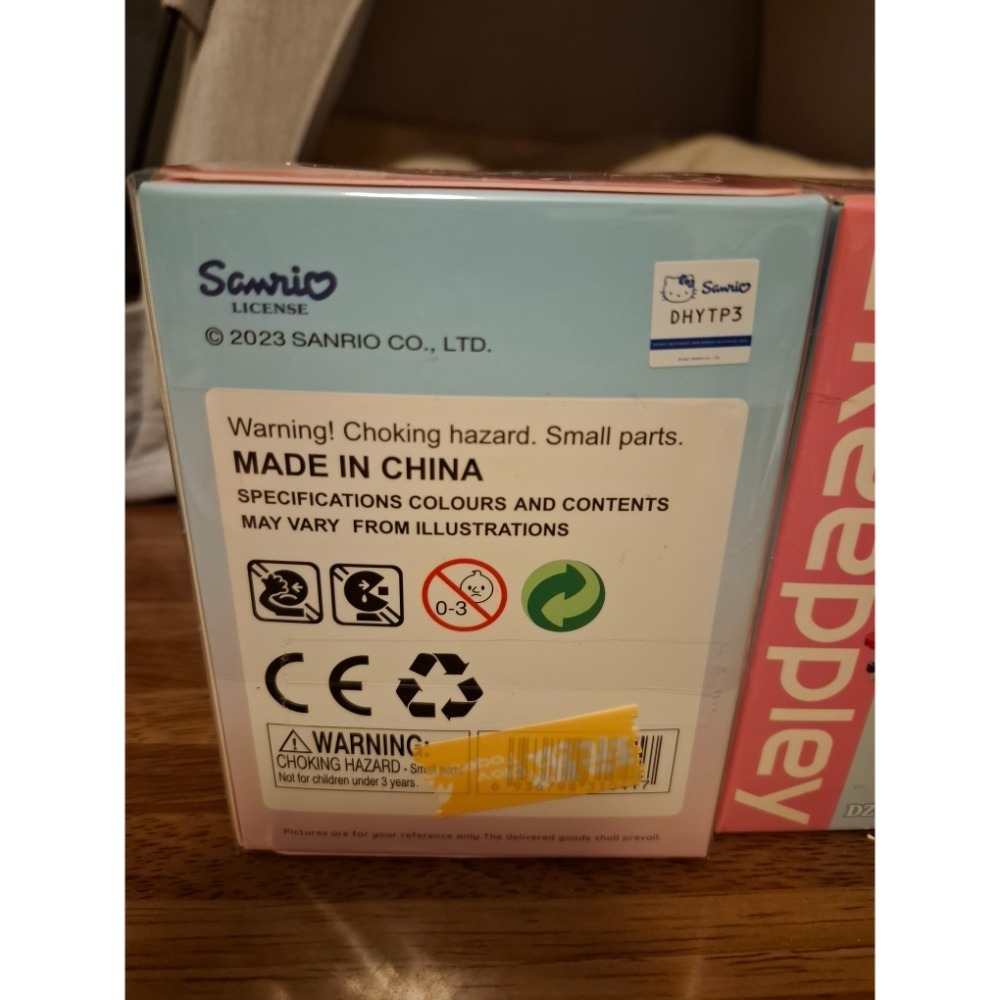 Sanrio
LICENSE
© 2023 SANRIO CO., LTD.
Sanrio
DHYTP3
Warning! Choking hazard. Small parts.
MADE IN CHINA
SPECIFICATIONS COLOURS AND CONTENTS
MAY VARY FROM ILLUSTRATIONS
0-3
CE
WARNING:
CHOKING HAZARD - Small parts
Not for children under 3 years.
Pictures are for your reference only. The delivered goods shall prevail.
Keeppley
DZ